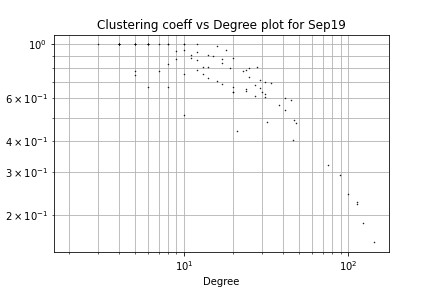 Clustering coeff vs Degree plot for Sep19
10⁰
6 × 10⁻¹
4 × 10⁻¹
3 × 10⁻¹
2 × 10⁻¹
10¹ 10²
Degree